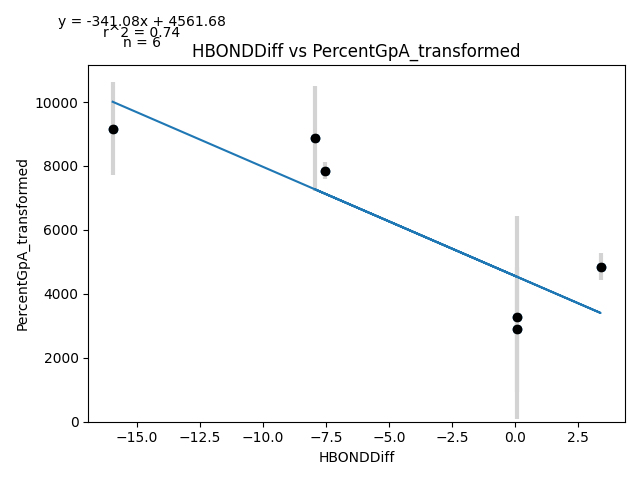 y = -341.08x + 4561.68
r^2 = 0.74
n = 6
HBONDDiff vs PercentGpA_transformed
PercentGpA_transformed
10000
8000
6000
4000
2000
0
−15.0 −12.5 −10.0 −7.5 −5.0 −2.5 0.0 2.5
HBONDDiff